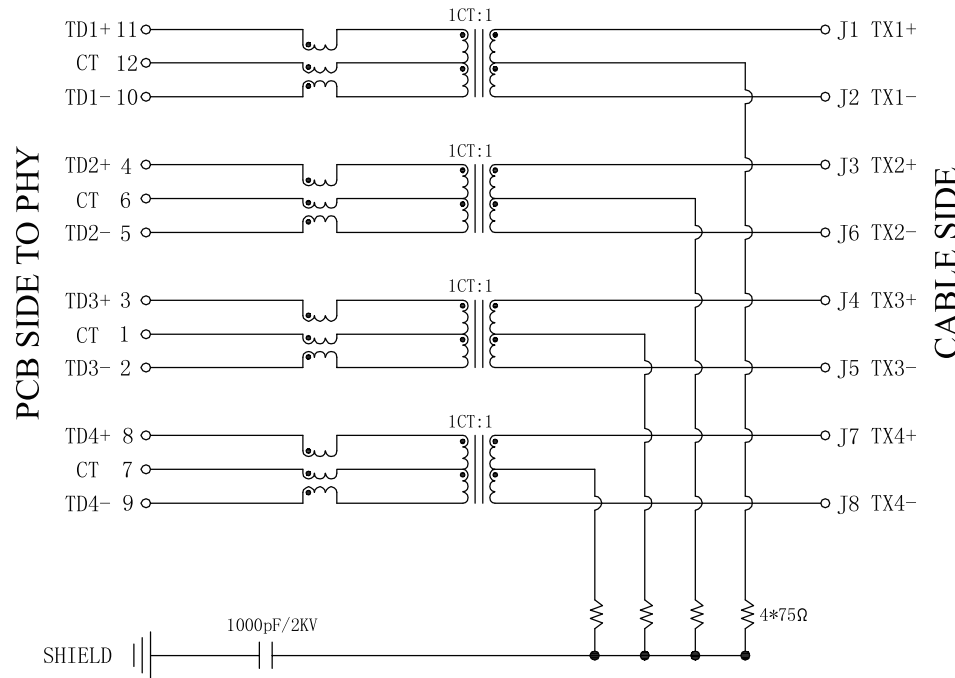 1CT:1
TD1+ 11 J1 TX1+
CT 12
TD1- 10 J2 TX1-
1CT:1
TD2+ 4 J3 TX2+
CT 6
TD2- 5 J6 TX2-
1CT:1
TD3+ 3 J4 TX3+
CT 1
TD3- 2 J5 TX3-
1CT:1
TD4+ 8 J7 TX4+
CT 7
TD4- 9 J8 TX4-
PCB SIDE TO PHY
CABLE SIDE
4*75Ω
1000pF/2KV
SHIELD